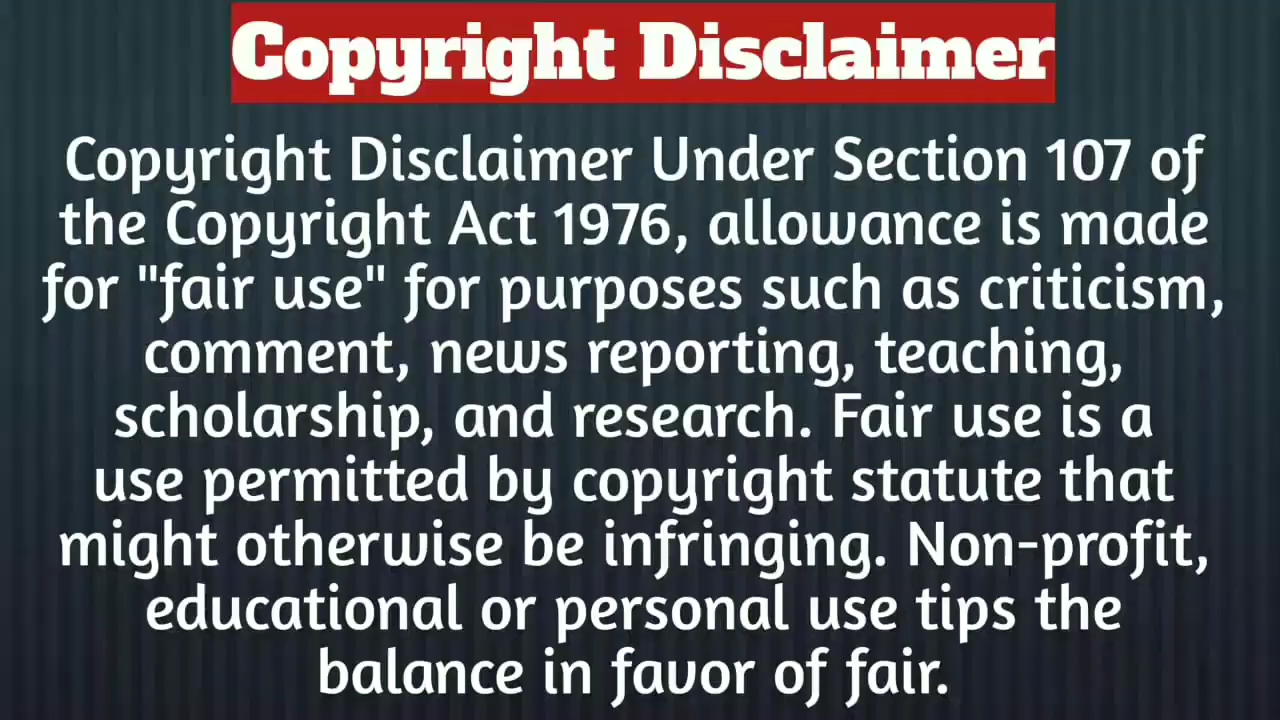 Copyright Disclaimer
Copyright Disclaimer Under Section 107 of
the Copyright Act 1976, allowance is made
for "fair use" for purposes such as criticism,
comment, news reporting, teaching,
scholarship, and research. Fair use is a
use permitted by copyright statute that
might otherwise be infringing. Non-profit,
educational or personal use tips the
balance in favor of fair.